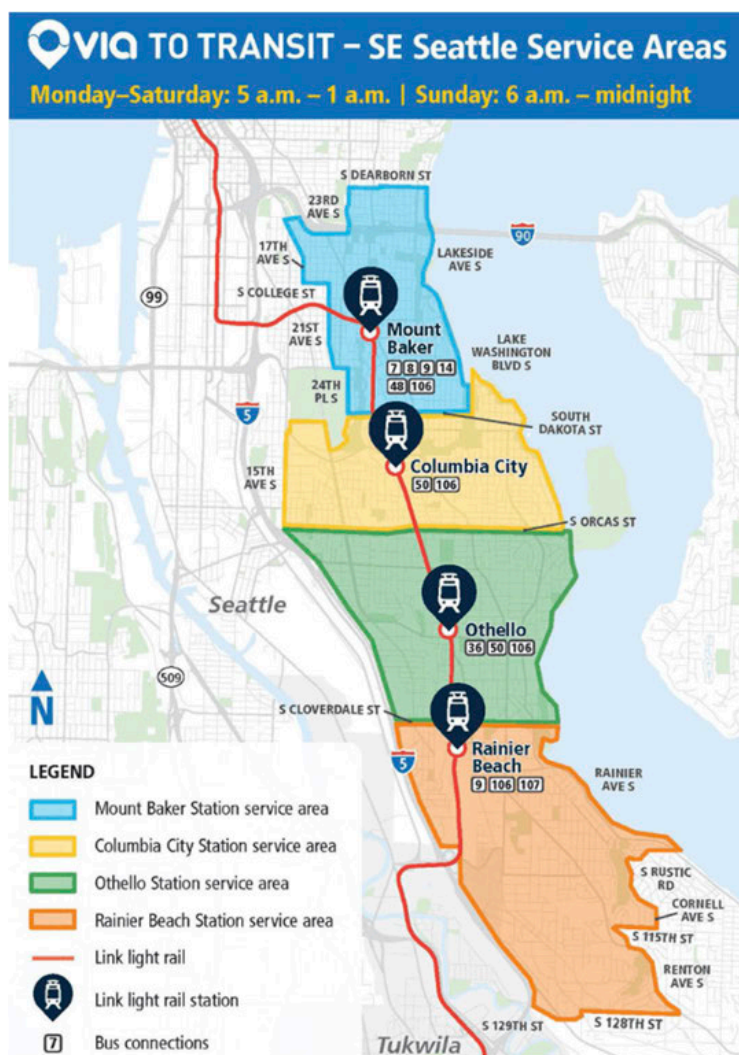 via TO TRANSIT – SE Seattle Service Areas
Monday–Saturday: 5 a.m. – 1 a.m. | Sunday: 6 a.m. – midnight
S DEARBORN ST
23RD
AVE S
90
17TH
AVE S
LAKESIDE
AVE S
S COLLEGE ST
99
21ST
AVE S
Mount
Baker
7 8 9 14
48 106
LAKE
WASHINGTON
BLVD S
24TH
PL S
5
SOUTH
DAKOTA ST
15TH
AVE S
Columbia City
50 106
S ORCAS ST
Seattle
Othello
36 50 106
509
N
S CLOVERDALE ST
5
Rainier
Beach
9 106 107
RAINIER
AVE S
S RUSTIC
RD
CORNELL
AVE S
S 115TH ST
RENTON
AVE S
S 129TH ST
S 128TH ST
Tukwila
LEGEND
Mount Baker Station service area
Columbia City Station service area
Othello Station service area
Rainier Beach Station service area
Link light rail
Link light rail station
7 Bus connections